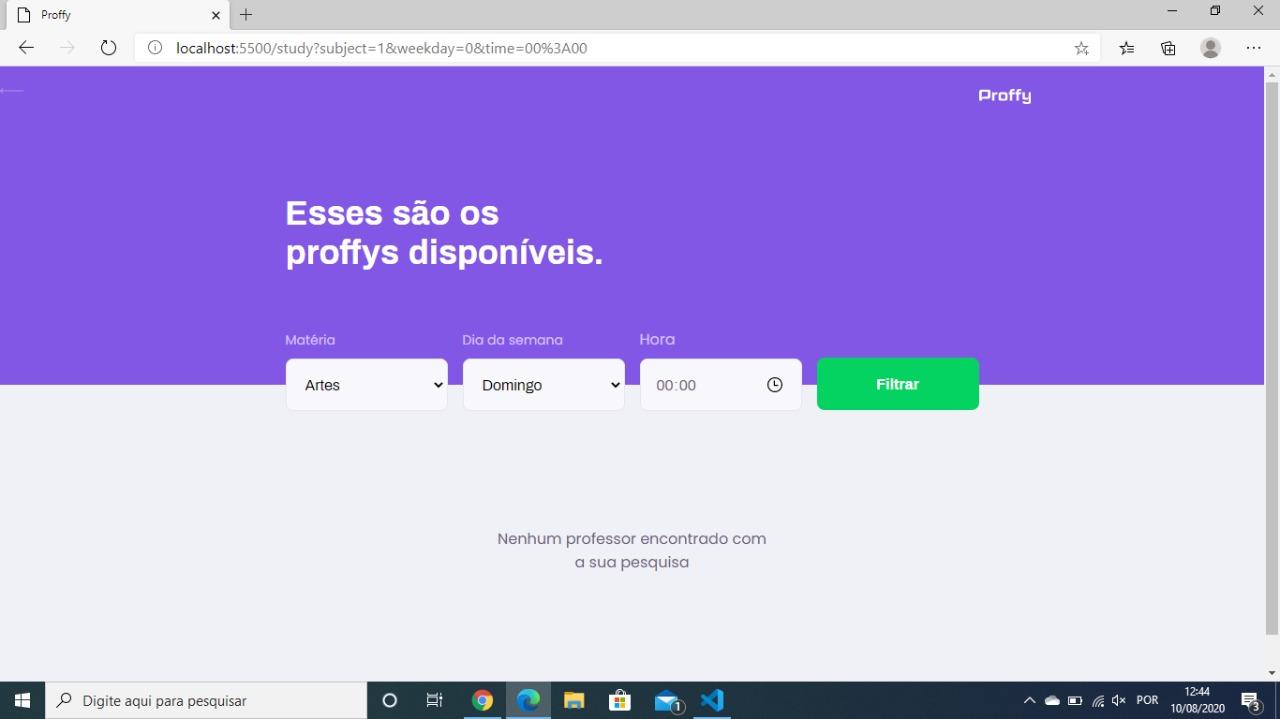 Proffy
localhost:5500/study?subject=1&weekday=0&time=00%3A00
Proffy
Esses são os
proffys disponíveis.
Matéria
Dia da semana
Hora
Artes
Domingo
00:00
Filtrar
Nenhum professor encontrado com
a sua pesquisa
Digite aqui para pesquisar
1
POR
12:44
10/08/2020
3